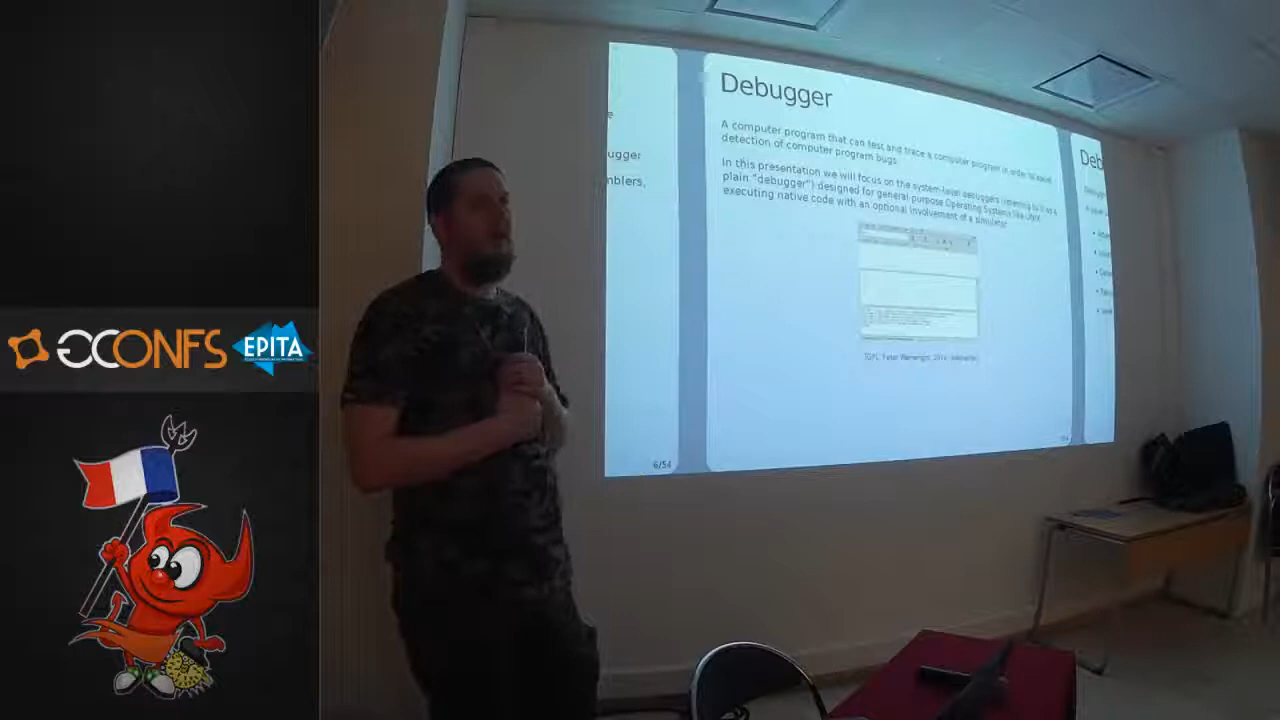 Debugger
A computer program that can test and trace a computer program in order to assist
detection of computer program bugs.
In this presentation we will focus on the system-level debuggers (referring to it as a
plain "debugger") designed for general purpose Operating Systems like UNIX
executing native code with an optional involvement of a simulator.
ugger
mblers,
6/54
Deb
CONFS
EPITA